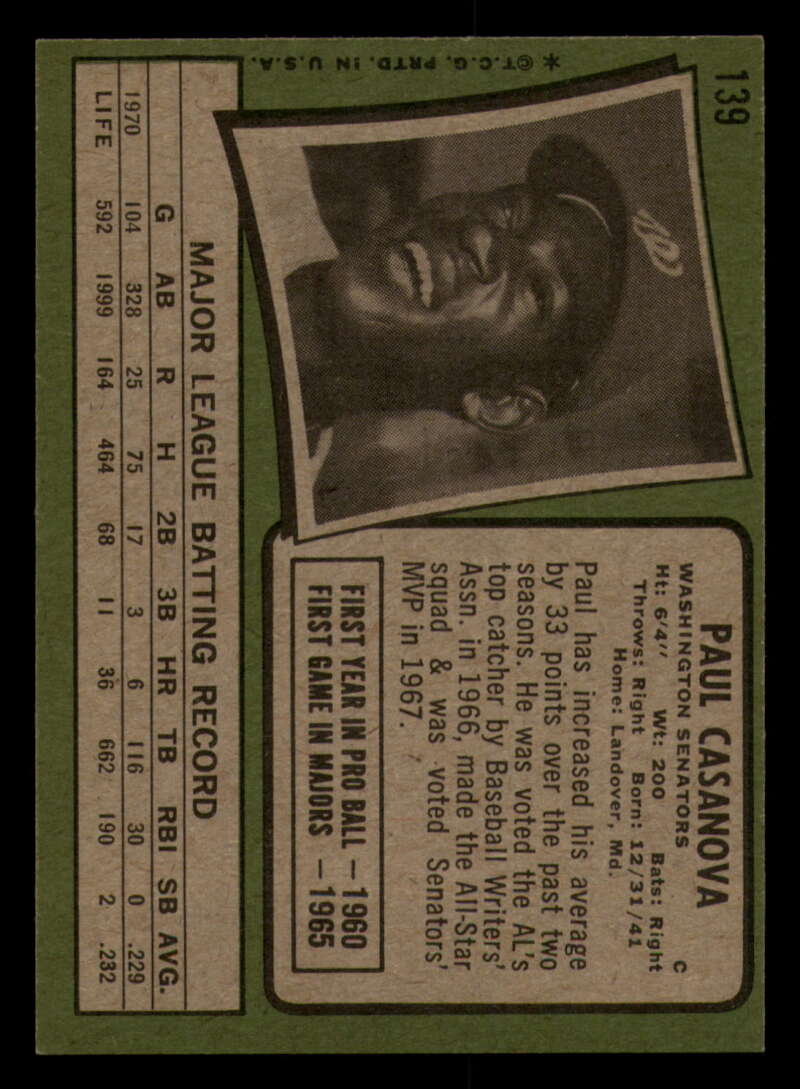 139
PAUL CASANOVA
WASHINGTON SENATORS C
Ht: 6'4" Wt: 200 Bats: Right
Throws: Right Born: 12/31/41
Home: Landover, Md.
Paul has increased his average
by 33 points over the past two
seasons. He was voted the AL's
top catcher by Baseball Writers'
Assn. in 1966, made the All-Star
squad & was voted Senators'
MVP in 1967.
FIRST YEAR IN PRO BALL — 1960
FIRST GAME IN MAJORS — 1965
*©T.C.G. PRTD. IN U.S.A.
MAJOR LEAGUE BATTING RECORD
G AB R H 2B 3B HR TB RBI SB AVG.
1970 104 328 25 75 17 3 6 116 30 0 .229
LIFE 592 1999 164 464 68 11 36 662 190 2 .232